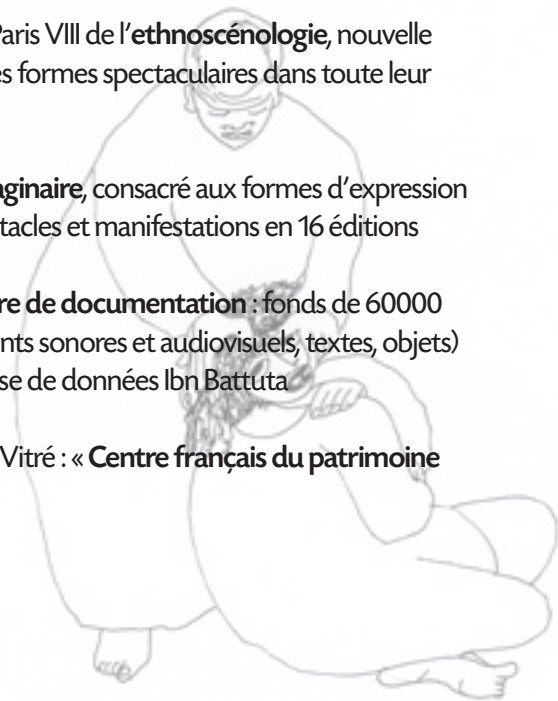 Paris VIII de l’ethnoscénologie, nouvelle
es formes spectaculaires dans toute leur
aginaire, consacré aux formes d’expression
tacles et manifestations en 16 éditions
re de documentation : fonds de 60000
nts sonores et audiovisuels, textes, objets)
se de données Ibn Battuta
Vitré : « Centre français du patrimoine